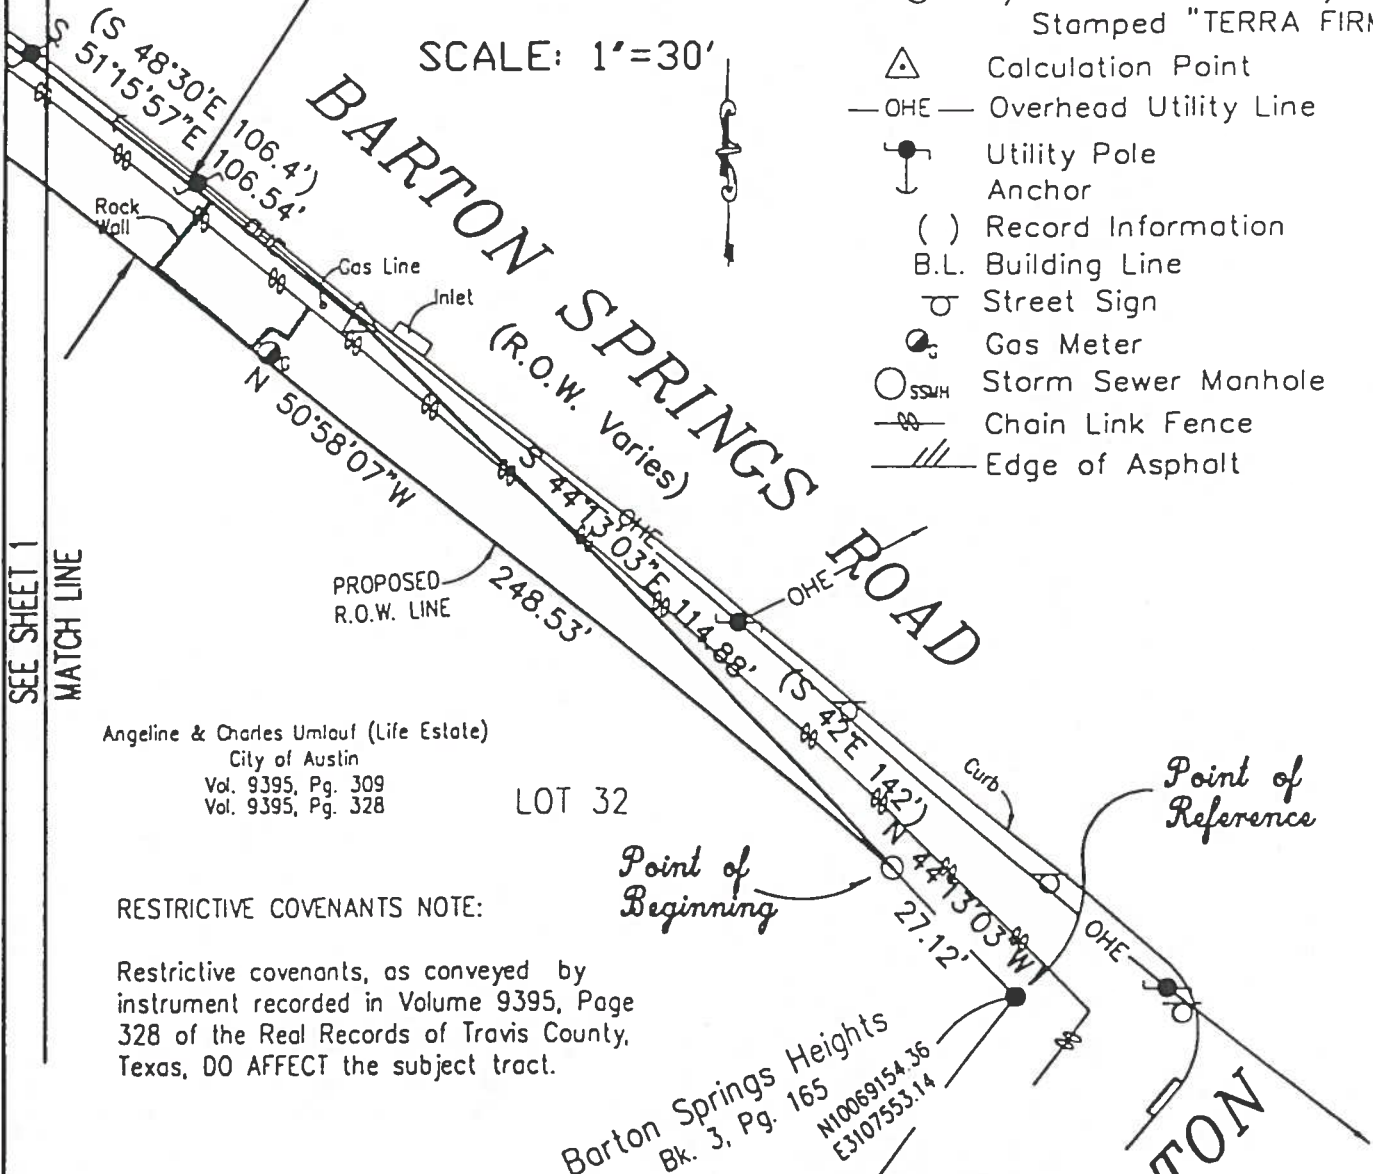 Stamped "TERRA FIRM
Calculation Point
OHE Overhead Utility Line
Utility Pole
Anchor
( ) Record Information
B.L. Building Line
Street Sign
G Gas Meter
SSMH Storm Sewer Manhole
Chain Link Fence
Edge of Asphalt
SCALE: 1"=30'
(S 48°30'E 106.4')
S 51°15'57"E 106.54'
BARTON SPRINGS ROAD
(R.O.W. Varies)
Rock
Wall
OHE
Gas Line
Inlet
G
N 50°58'07"W 248.53'
S 44°13'03"E 114.88'
OHE
OHE
(S 42°E 142')
PROPOSED
R.O.W. LINE
SEE SHEET 1
MATCH LINE
Angeline & Charles Umlauf (Life Estate)
City of Austin
Vol. 9395, Pg. 309
Vol. 9395, Pg. 328
LOT 32
Curb
Point of
Reference
Point of
Beginning
N 44°13'03"W
27.12'
OHE
RESTRICTIVE COVENANTS NOTE:
Restrictive covenants, as conveyed by
instrument recorded in Volume 9395, Page
328 of the Real Records of Travis County,
Texas, DO AFFECT the subject tract.
Barton Springs Heights
Bk. 3, Pg. 165
N10069154.36
E3107553.14
TON